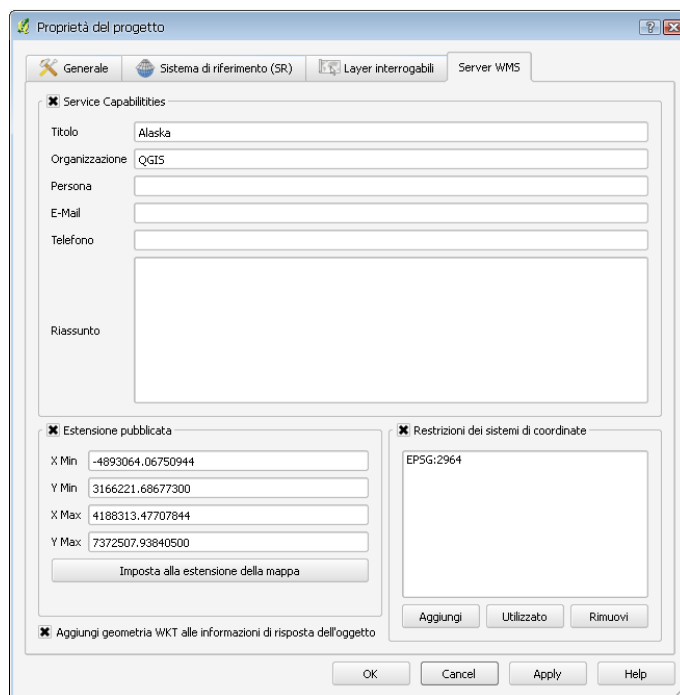 Proprietà del progetto
Generale
Sistema di riferimento (SR)
Layer interrogabili
Server WMS
Service Capabilitities
Titolo Alaska
Organizzazione QGIS
Persona
E-Mail
Telefono
Riassunto
Estensione pubblicata
X Min -4893064.06750944
Y Min 3166221.68677300
X Max 4188313.47707844
Y Max 7372507.93840500
Imposta alla estensione della mappa
Restrizioni dei sistemi di coordinate
EPSG:2964
Aggiungi Utilizzato Rimuovi
Aggiungi geometria WKT alle informazioni di risposta dell'oggetto
OK Cancel Apply Help